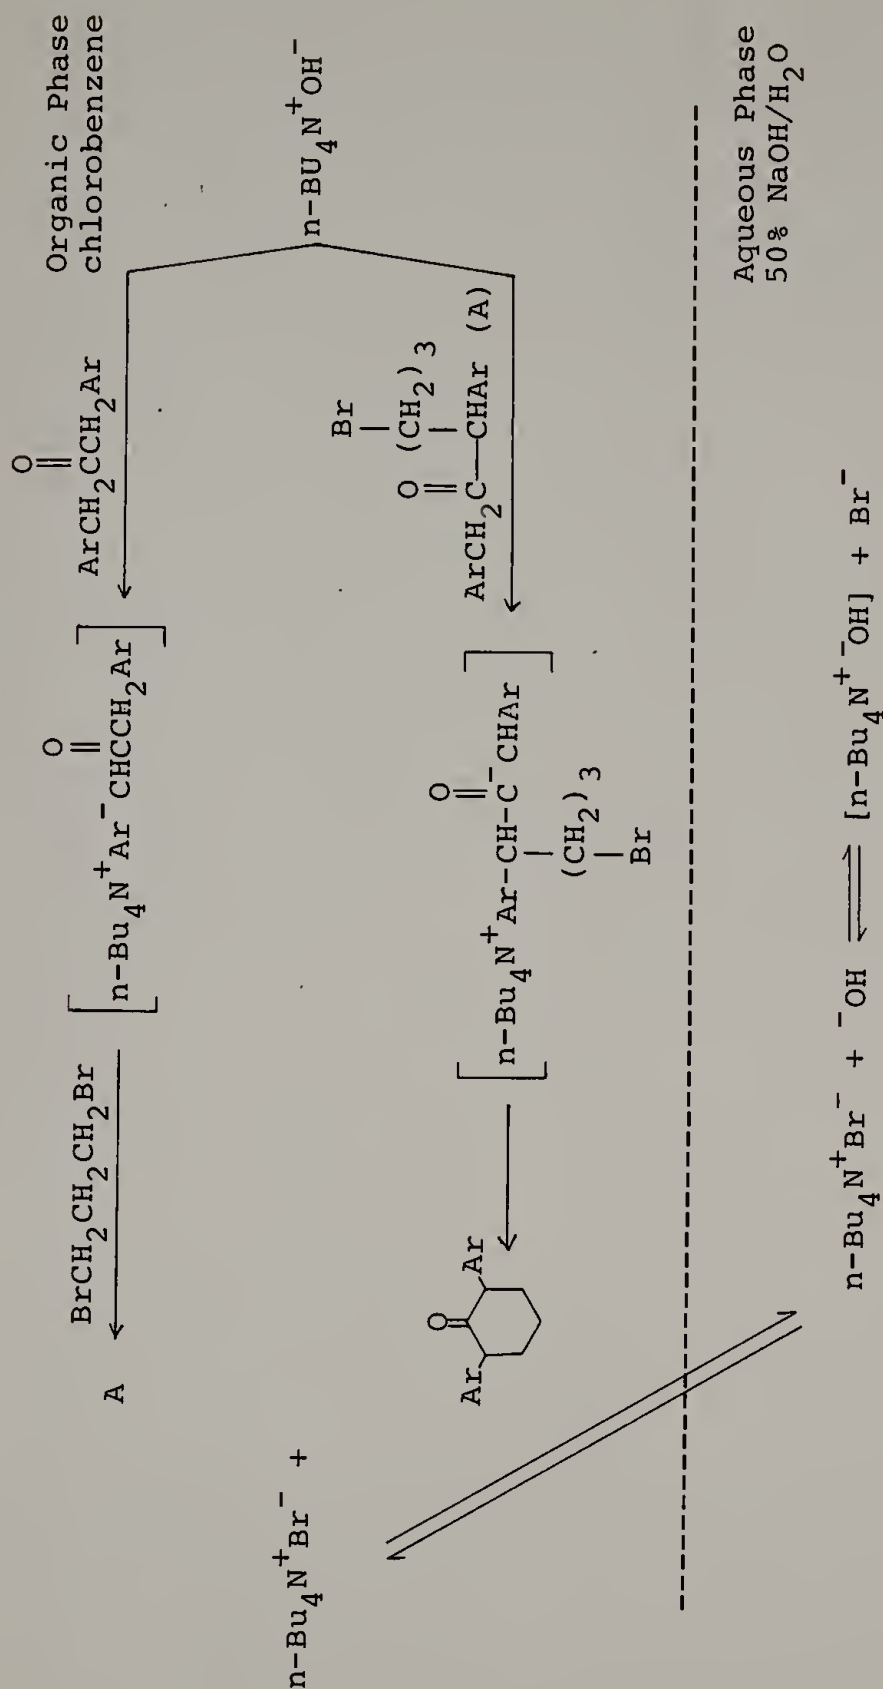 Organic Phase
chlorobenzene
n-BU₄N⁺OH⁻
O
ArCH₂CCH₂Ar
Br
(CH₂)₃
O
ArCH₂C—CHAr (A)
O
[n-Bu₄N⁺Ar⁻CHCCH₂Ar]
O
[n-Bu₄N⁺Ar-CH-C⁻CHAr]
(CH₂)₃
Br
BrCH₂CH₂CH₂Br
A
O
Ar Ar
n-Bu₄N⁺Br⁻ +
Aqueous Phase
50% NaOH/H₂O
n-Bu₄N⁺Br⁻ + ⁻OH ⇌ [n-Bu₄N⁺⁻OH] + Br⁻